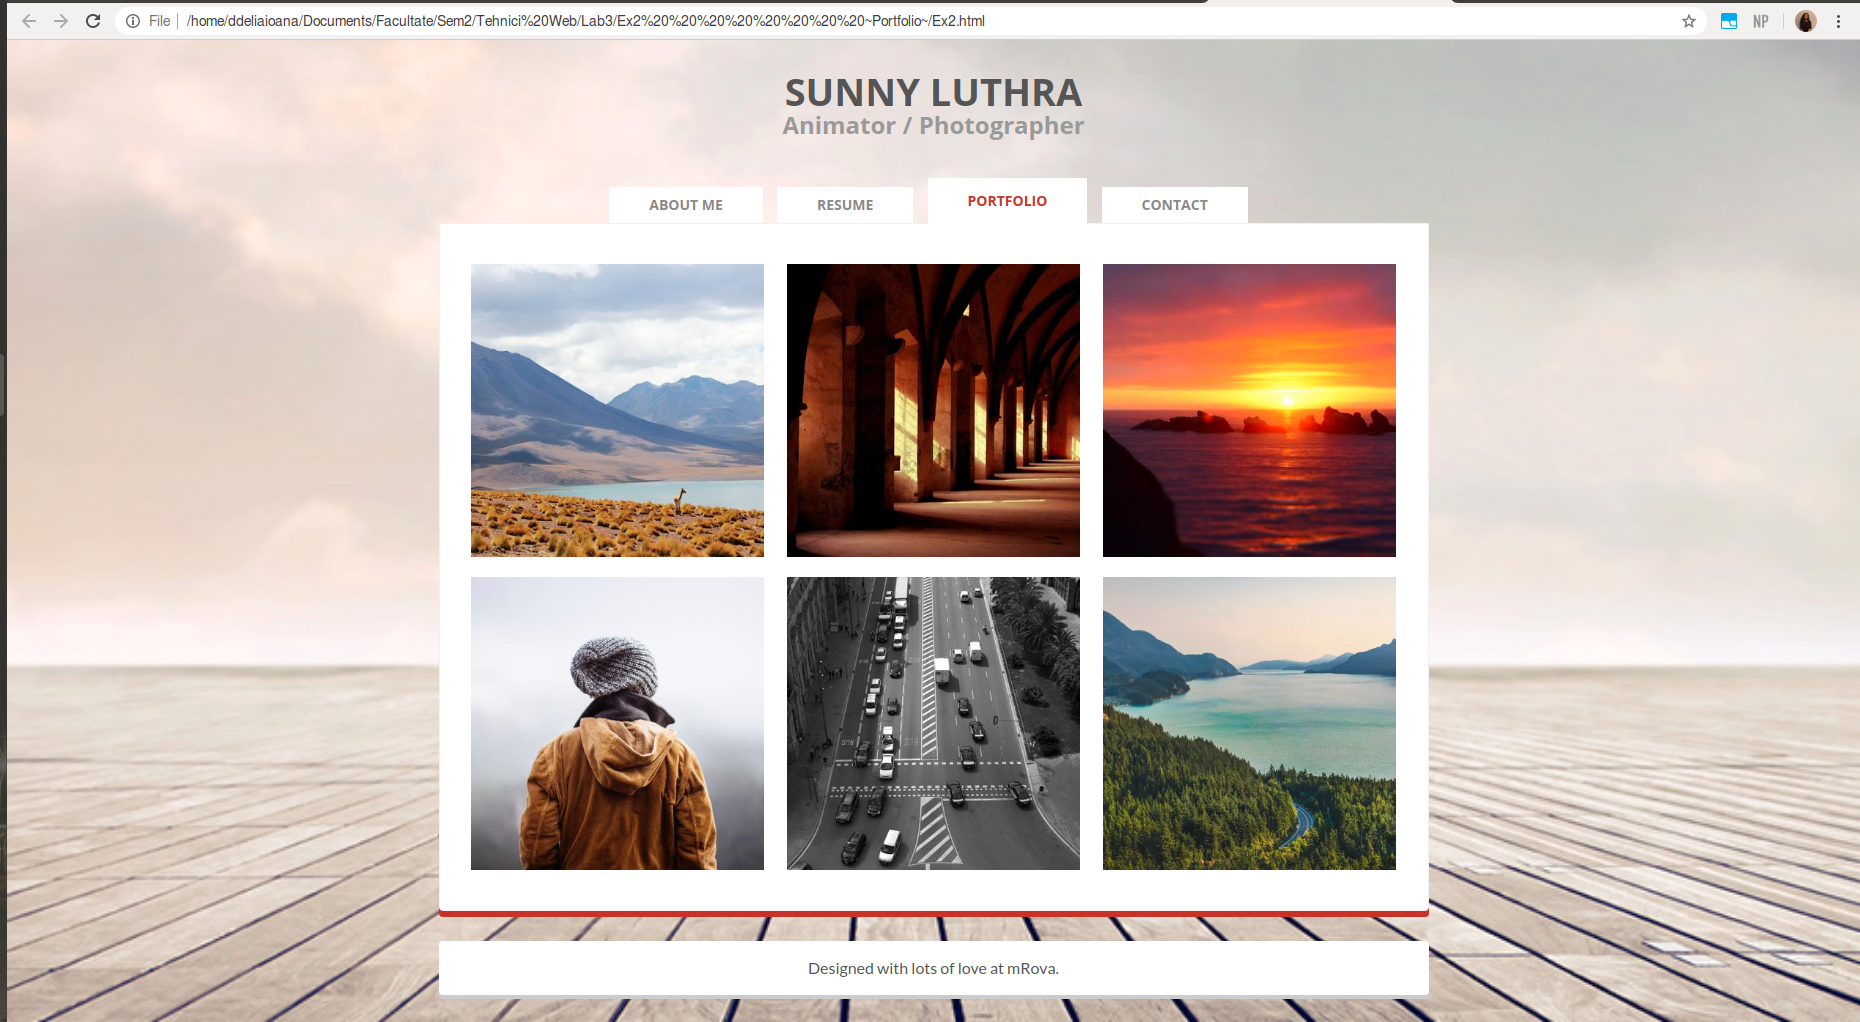 File /home/ddeliaioana/Documents/Facultate/Sem2/Tehnici%20Web/Lab3/Ex2%20%20%20%20%20%20%20%20~Portfolio~/Ex2.html
NP
SUNNY LUTHRA
Animator / Photographer
ABOUT ME
RESUME
PORTFOLIO
CONTACT
Designed with lots of love at mRova.